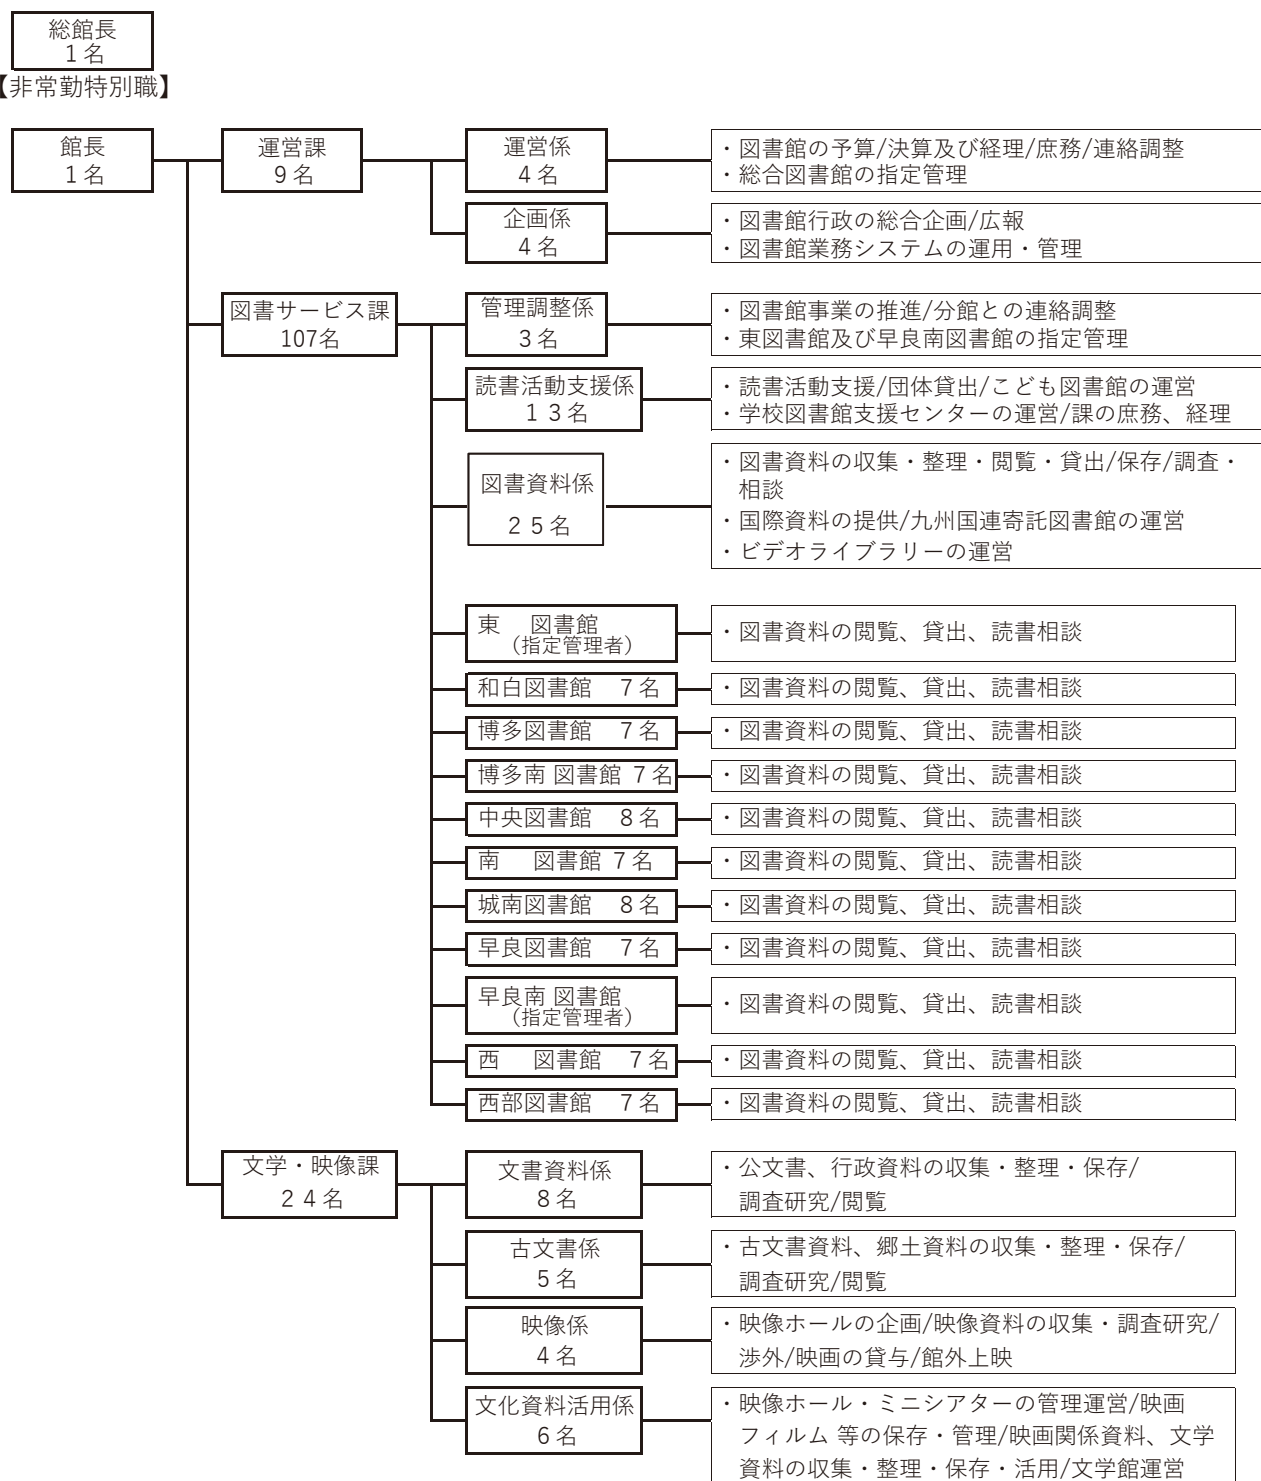 総館長
1名
【非常勤特別職】
館長
1名
運営課
9名
運営係
4名
・図書館の予算/決算及び経理/庶務/連絡調整
・総合図書館の指定管理
企画係
4名
・図書館行政の総合企画/広報
・図書館業務システムの運用・管理
図書サービス課
107名
管理調整係
3名
・図書館事業の推進/分館との連絡調整
・東図書館及び早良南図書館の指定管理
読書活動支援係
13名
・読書活動支援/団体貸出/こども図書館の運営
・学校図書館支援センターの運営/課の庶務、経理
図書資料係
25名
・図書資料の収集・整理・閲覧・貸出/保存/調査・
相談
・国際資料の提供/九州国連寄託図書館の運営
・ビデオライブラリーの運営
東 図書館
(指定管理者)
・図書資料の閲覧、貸出、読書相談
和白図書館 7名
・図書資料の閲覧、貸出、読書相談
博多図書館 7名
・図書資料の閲覧、貸出、読書相談
博多南 図書館 7名
・図書資料の閲覧、貸出、読書相談
中央図書館 8名
・図書資料の閲覧、貸出、読書相談
南 図書館 7名
・図書資料の閲覧、貸出、読書相談
城南図書館 8名
・図書資料の閲覧、貸出、読書相談
早良図書館 7名
・図書資料の閲覧、貸出、読書相談
早良南 図書館
(指定管理者)
・図書資料の閲覧、貸出、読書相談
西 図書館 7名
・図書資料の閲覧、貸出、読書相談
西部図書館 7名
・図書資料の閲覧、貸出、読書相談
文学・映像課
24名
文書資料係
8名
・公文書、行政資料の収集・整理・保存/
調査研究/閲覧
古文書係
5名
・古文書資料、郷土資料の収集・整理・保存/
調査研究/閲覧
映像係
4名
・映像ホールの企画/映像資料の収集・調査研究/
渉外/映画の貸与/館外上映
文化資料活用係
6名
・映像ホール・ミニシアターの管理運営/映画
フィルム 等の保存・管理/映画関係資料、文学
資料の収集・整理・保存・活用/文学館運営